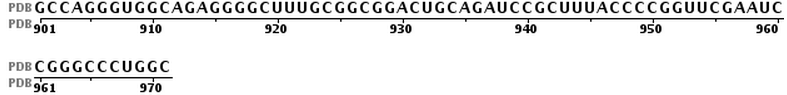 PDB GCCAGGGUGGCAGAGGGGCUUUGCGGCGGACUGCAGAUCCGCUUUACCCCGGUUCGAAUC
PDB 901 910 920 930 940 950 960
PDB CGGGCCCUGGC
PDB 961 970